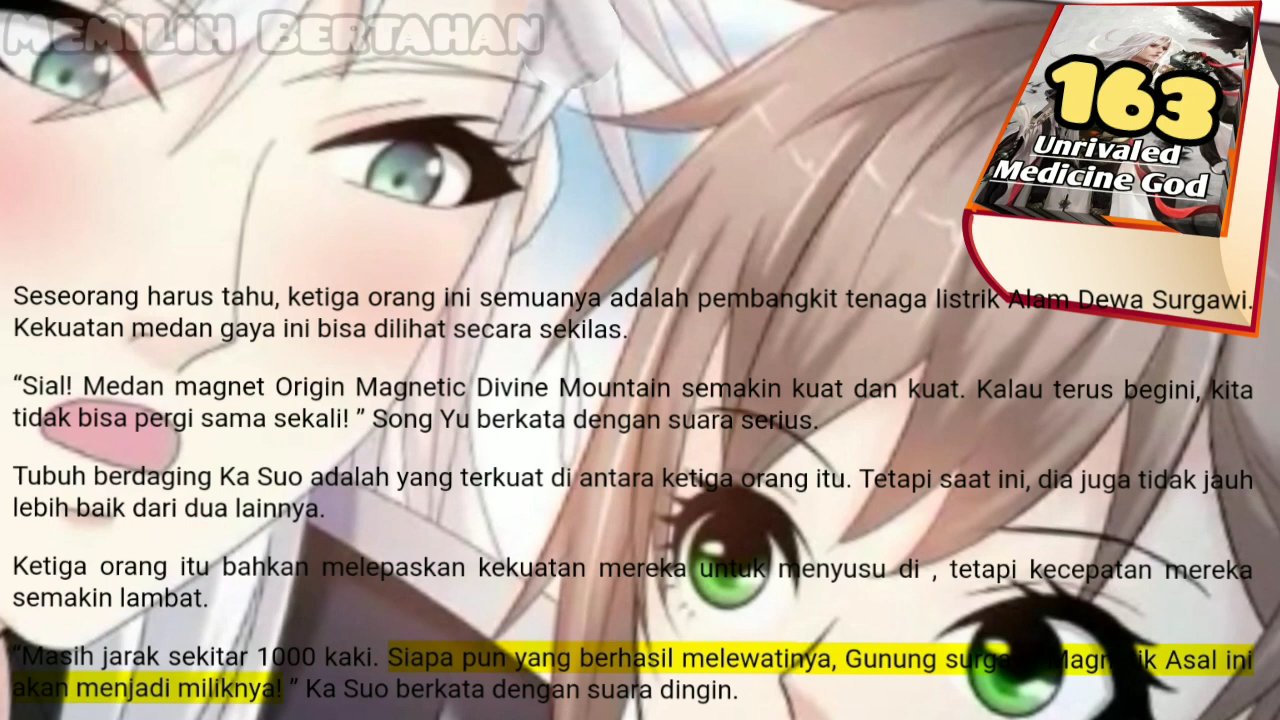 Memilih Bertahan
163
Unrivaled
Medicine God
Seseorang harus tahu, ketiga orang ini semuanya adalah pembangkit tenaga listrik Alam Dewa Surgawi.
Kekuatan medan gaya ini bisa dilihat secara sekilas.
“Sial! Medan magnet Origin Magnetic Divine Mountain semakin kuat dan kuat. Kalau terus begini, kita
tidak bisa pergi sama sekali! ” Song Yu berkata dengan suara serius.
Tubuh berdaging Ka Suo adalah yang terkuat di antara ketiga orang itu. Tetapi saat ini, dia juga tidak jauh
lebih baik dari dua lainnya.
Ketiga orang itu bahkan melepaskan kekuatan mereka untuk menyusu di , tetapi kecepatan mereka
semakin lambat.
“Masih jarak sekitar 1000 kaki. Siapa pun yang berhasil melewatinya, Gunung Asal ini
akan menjadi miliknya! ” Ka Suo berkata dengan suara dingin.